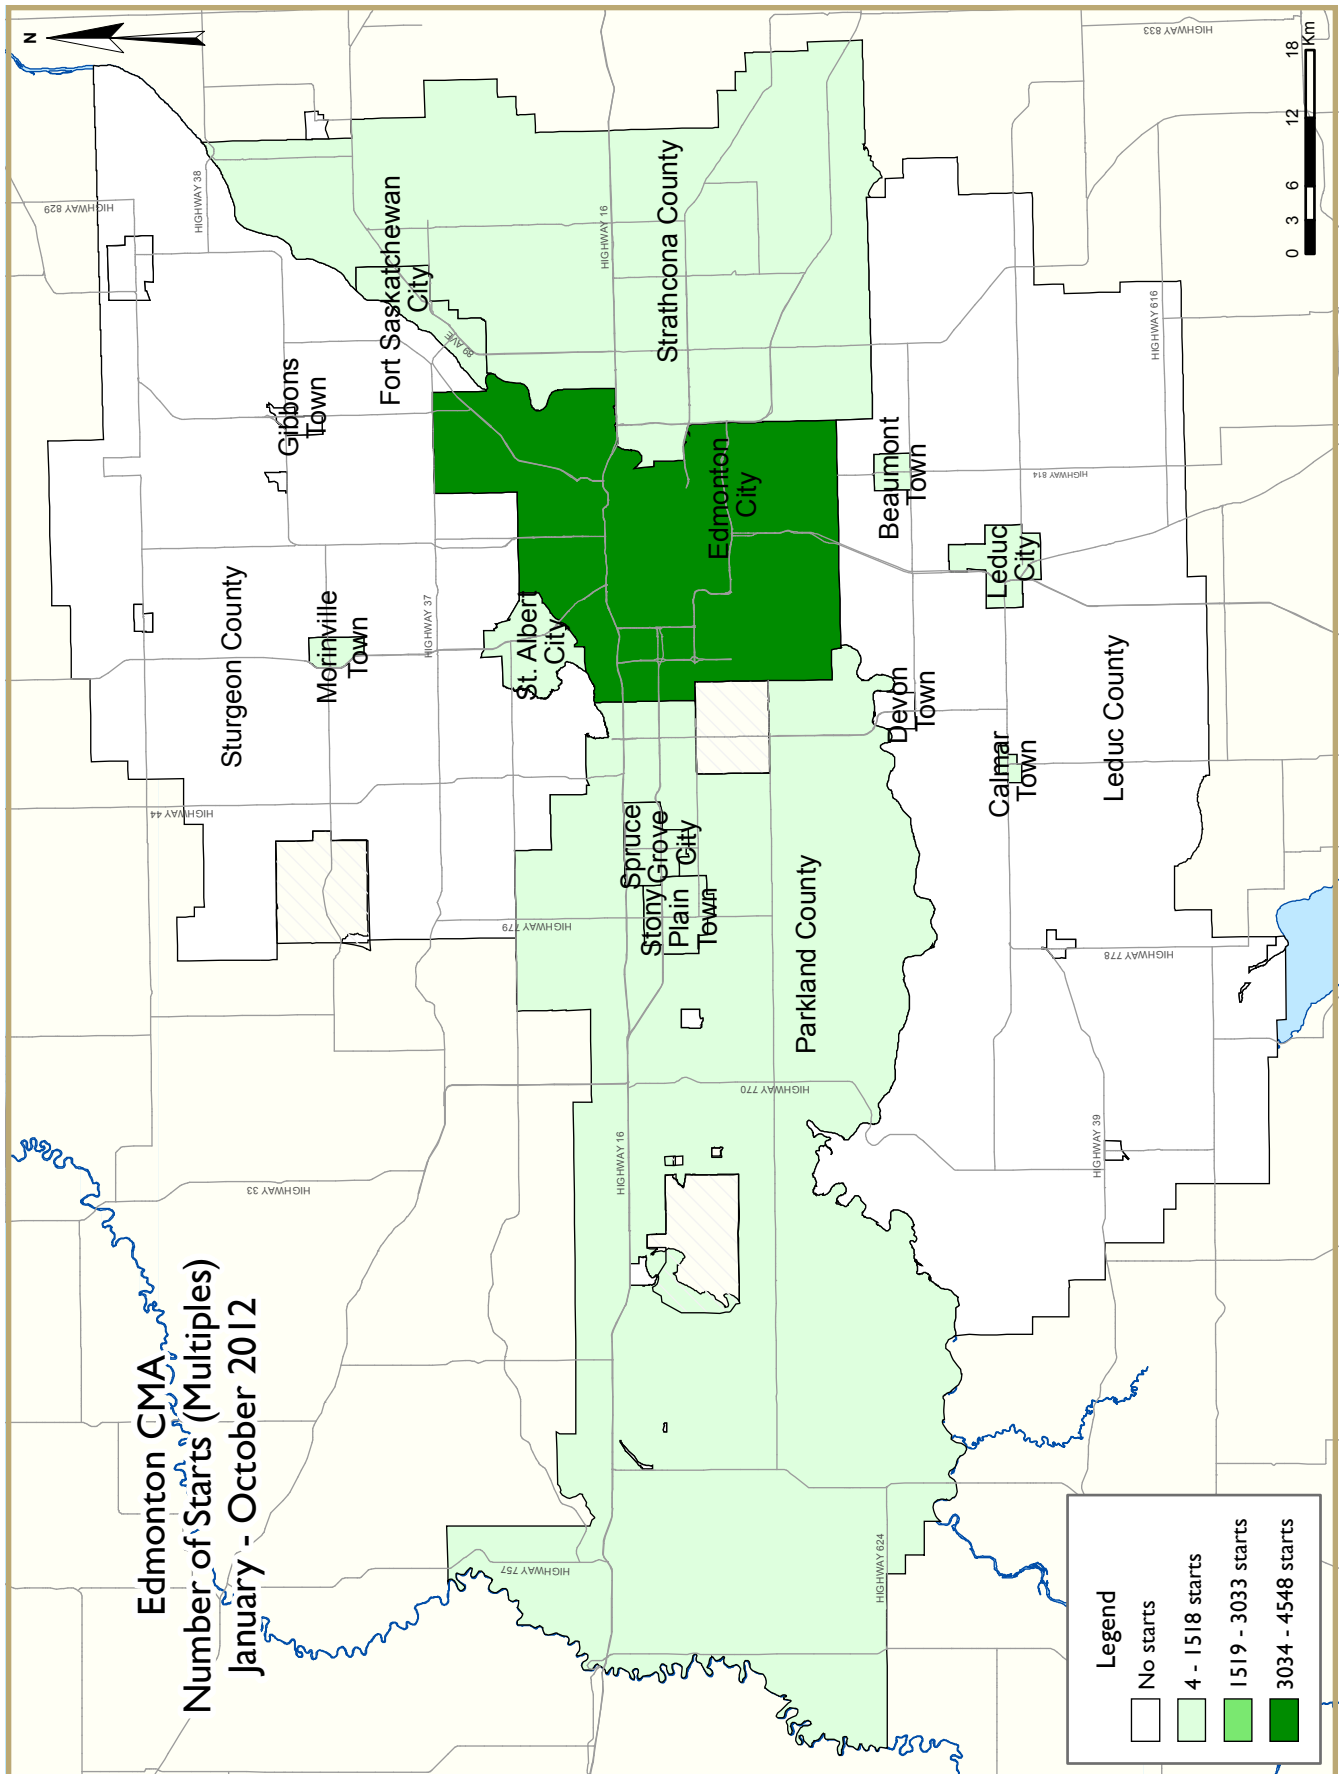 Edmonton CMA
Number of Starts (Multiples)
January - October 2012
N
HIGHWAY 829
HIGHWAY 38
HIGHWAY 833
Gibbons
Town
Fort Saskatchewan
City
89 AVE
HIGHWAY 16
Strathcona County
Sturgeon County
Morinville
Town
HIGHWAY 37
HIGHWAY 44
St. Albert
City
Edmonton
City
Beaumont
Town
HIGHWAY 814
HIGHWAY 616
Leduc
City
Devon
Town
Calmar
Town
Leduc County
Spruce
Grove
City
Stony
Plain
Town
HIGHWAY 779
Parkland County
HIGHWAY 770
HIGHWAY 778
HIGHWAY 39
HIGHWAY 33
HIGHWAY 16
HIGHWAY 757
HIGHWAY 624
0 3 6 12 18
Km
Legend
No starts
4 - 1518 starts
1519 - 3033 starts
3034 - 4548 starts